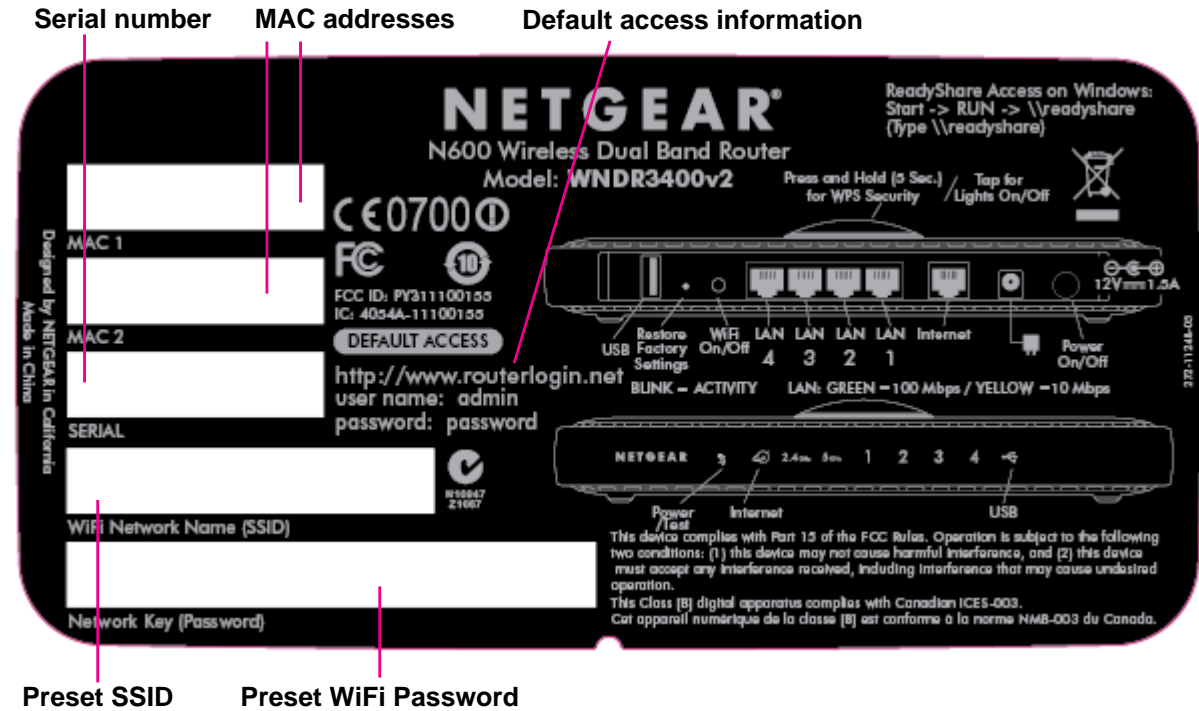 Serial number
MAC addresses
Default access information
NETGEAR®
N600 Wireless Dual Band Router
Model: WNDR3400v2
ReadyShare Access on Windows:
Start -> RUN -> \\readyshare
(Type \\readyshare)
Press and Hold (5 Sec.)
for WPS Security
/
Tap for
Lights On/Off
MAC 1
MAC 2
SERIAL
WiFi Network Name (SSID)
Network Key (Password)
Designed by NETGEAR in California
Made in China
CE0700
FC
10
FCC ID: PY311100155
IC: 4054A-11100155
DEFAULT ACCESS
http://www.routerlogin.net
user name: admin
password: password
N10947
Z1067
USB
Restore
Factory
Settings
WiFi
On/Off
LAN
4
LAN
3
LAN
2
LAN
1
Internet
Power
On/Off
12V 1.5A
BLINK = ACTIVITY
LAN: GREEN =100 Mbps / YELLOW =10 Mbps
NETGEAR
1 2 3 4
Power
/Test
Internet
USB
This device complies with Part 15 of the FCC Rules. Operation is subject to the following
two conditions: (1) this device may not cause harmful interference, and (2) this device
must accept any interference received, including interference that may cause undesired
operation.
This Class [B] digital apparatus complies with Canadian ICES-003.
Cet appareil numérique de la classe [B] est conforme à la norme NMB-003 du Canada.
Preset SSID
Preset WiFi Password